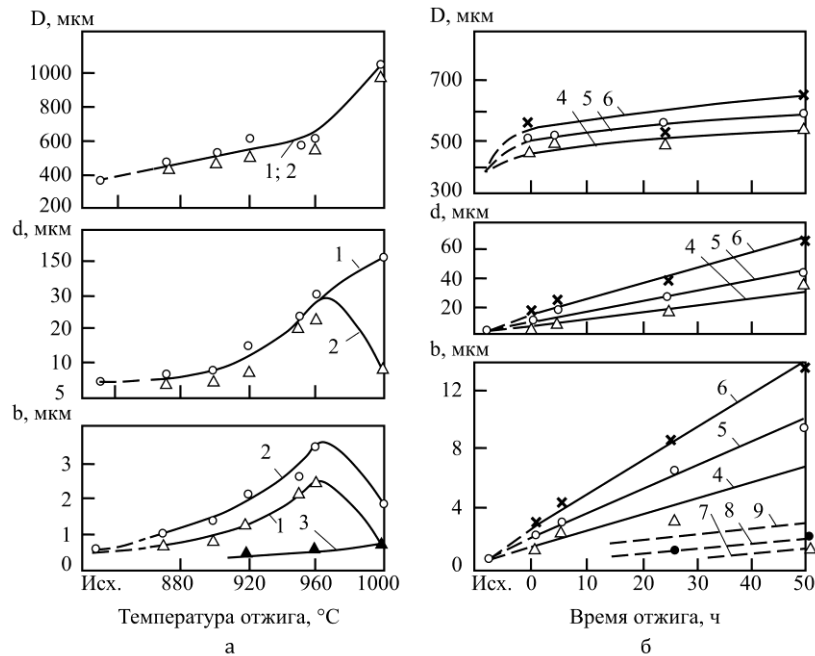 D, мкм
1000
800
600
400
200
1; 2
d, мкм
150
30
20
10
5
1
2
b, мкм
3
2
1
0
2
1
3
Исх. 880 920 960 1000
Температура отжига, °C
а
D, мкм
700
500
300
4 5 6
d, мкм
60
40
20
4 5 6
b, мкм
12
8
4
0
6
5
4
7 8 9
Исх. 0 10 20 30 40 50
Время отжига, ч
б